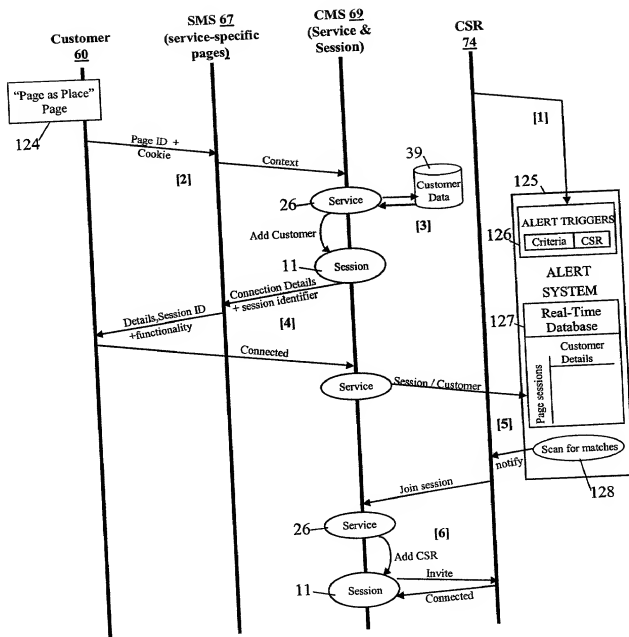 Customer
60
SMS 67
(service-specific
pages)
CMS 69
(Service &
Session)
CSR
74
"Page as Place"
Page
124
[1]
Page ID +
Cookie
[2]
Context
39
Customer
Data
26
Service
[3]
Add Customer
11
Session
125
ALERT TRIGGERS
126
Criteria
CSR
ALERT
SYSTEM
127
Real-Time
Database
Customer
Details
Page sessions
Connection Details
+ session identifier
Details,Session ID
+functionality
[4]
Connected
Service
Session / Customer
[5]
Scan for matches
notify
128
Join session
26
Service
[6]
Add CSR
11
Session
Invite
Connected